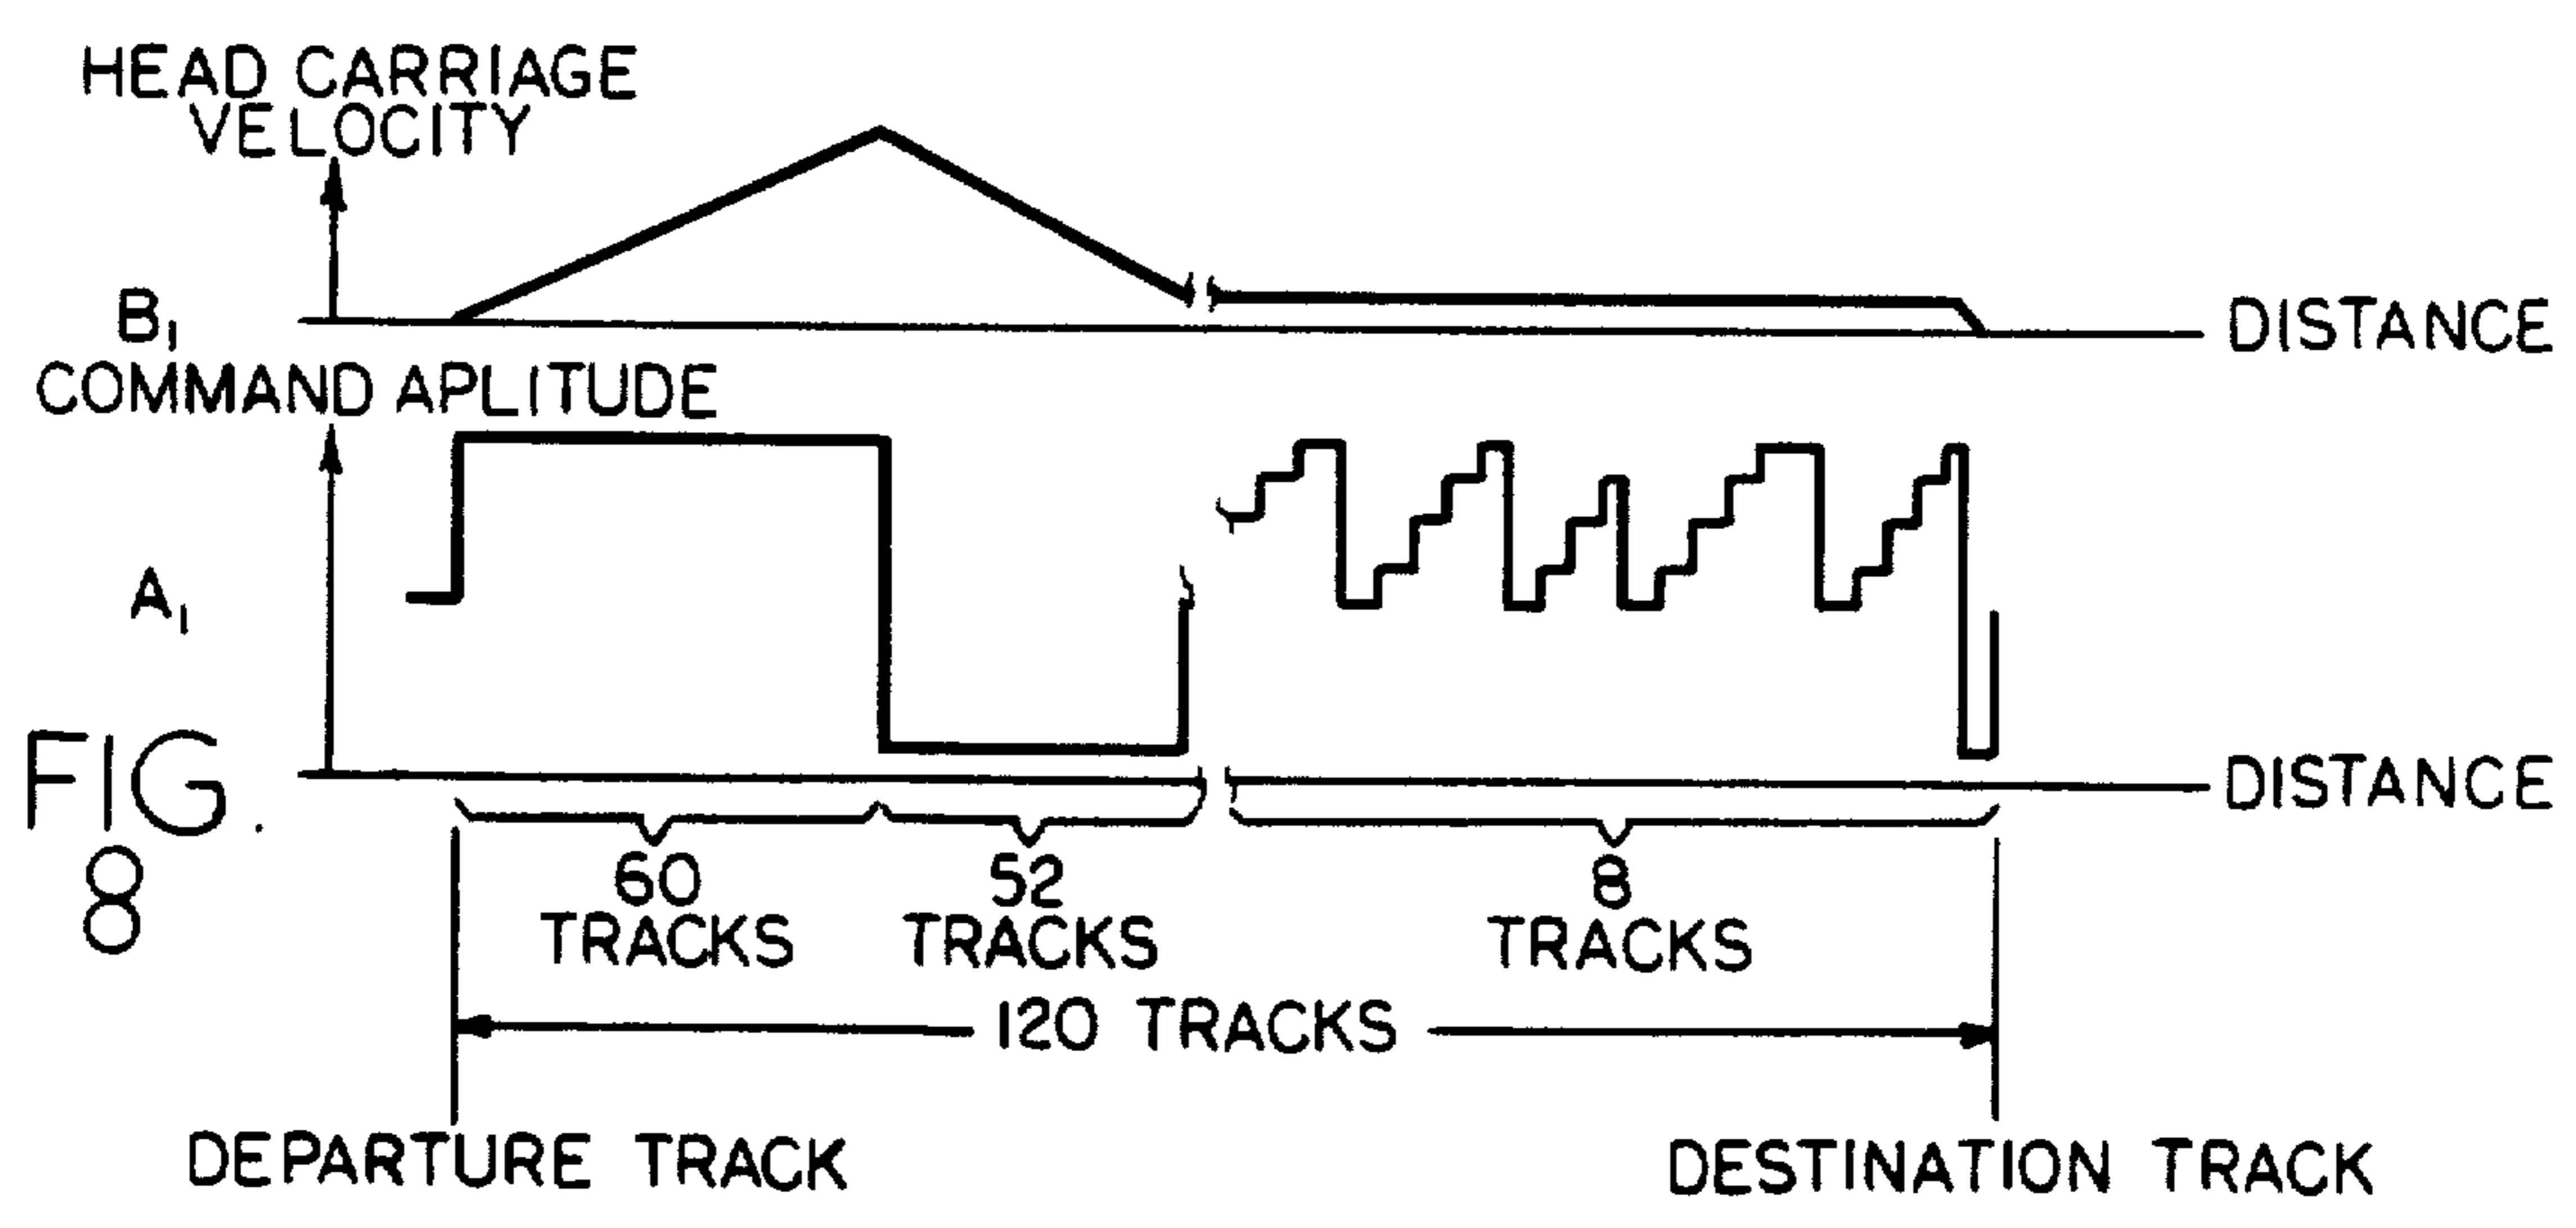 HEAD CARRIAGE
VELOCITY
B1
DISTANCE
COMMAND APLITUDE
A1
DISTANCE
FIG.
8
60
TRACKS
52
TRACKS
8
TRACKS
120 TRACKS
DEPARTURE TRACK
DESTINATION TRACK